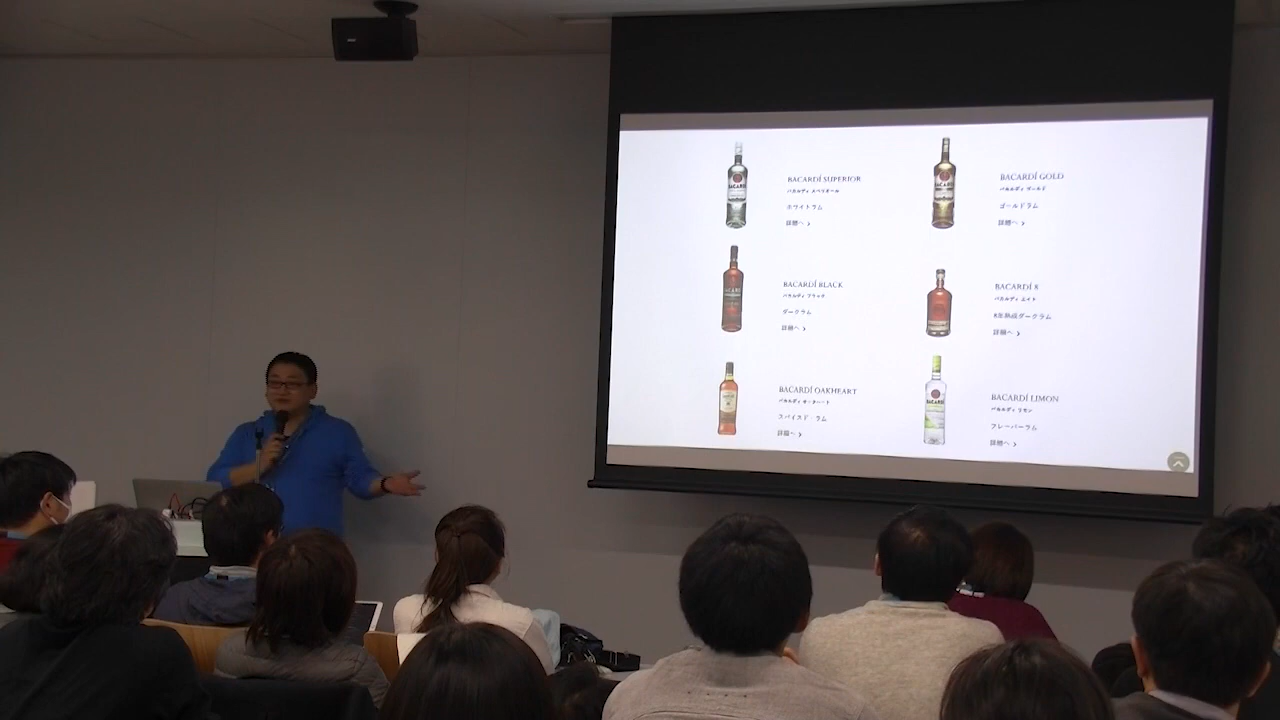 BACARDÍ SUPERIOR
バカルディ スペリオール
ホワイトラム
詳細へ >
BACARDÍ GOLD
バカルディ ゴールド
ゴールドラム
詳細へ >
BACARDÍ BLACK
バカルディ ブラック
ダークラム
詳細へ >
BACARDÍ 8
バカルディ エイト
8年熟成ダークラム
詳細へ >
BACARDÍ OAKHEART
バカルディ オークハート
スパイスド ラム
詳細へ >
BACARDÍ LIMON
バカルディ リモン
フレーバーラム
詳細へ >
BACARDÍ
BACARDÍ
BACARDÍ
BACARDÍ